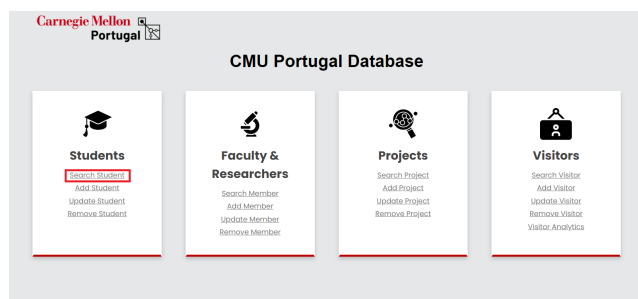 Carnegie Mellon
Portugal
CMU Portugal Database
Students
Search Student
Add Student
Update Student
Remove Student
Faculty &
Researchers
Search Member
Add Member
Update Member
Remove Member
Projects
Search Project
Add Project
Update Project
Remove Project
Visitors
Search Visitor
Add Visitor
Update Visitor
Remove Visitor
Visitor Analytics